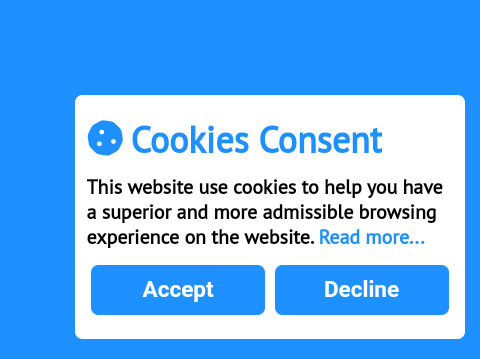 Cookies Consent
This website use cookies to help you have
a superior and more admissible browsing
experience on the website. Read more...
Accept Decline